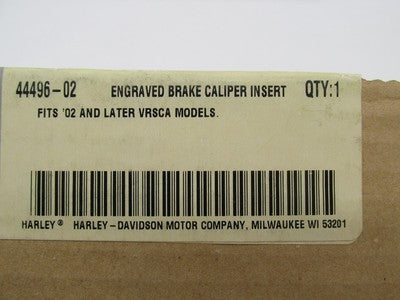 44496-02 ENGRAVED BRAKE CALIPER INSERT QTY:1
FITS '02 AND LATER VRSCA MODELS.
HARLEY® HARLEY-DAVIDSON MOTOR COMPANY, MILWAUKEE WI 53201